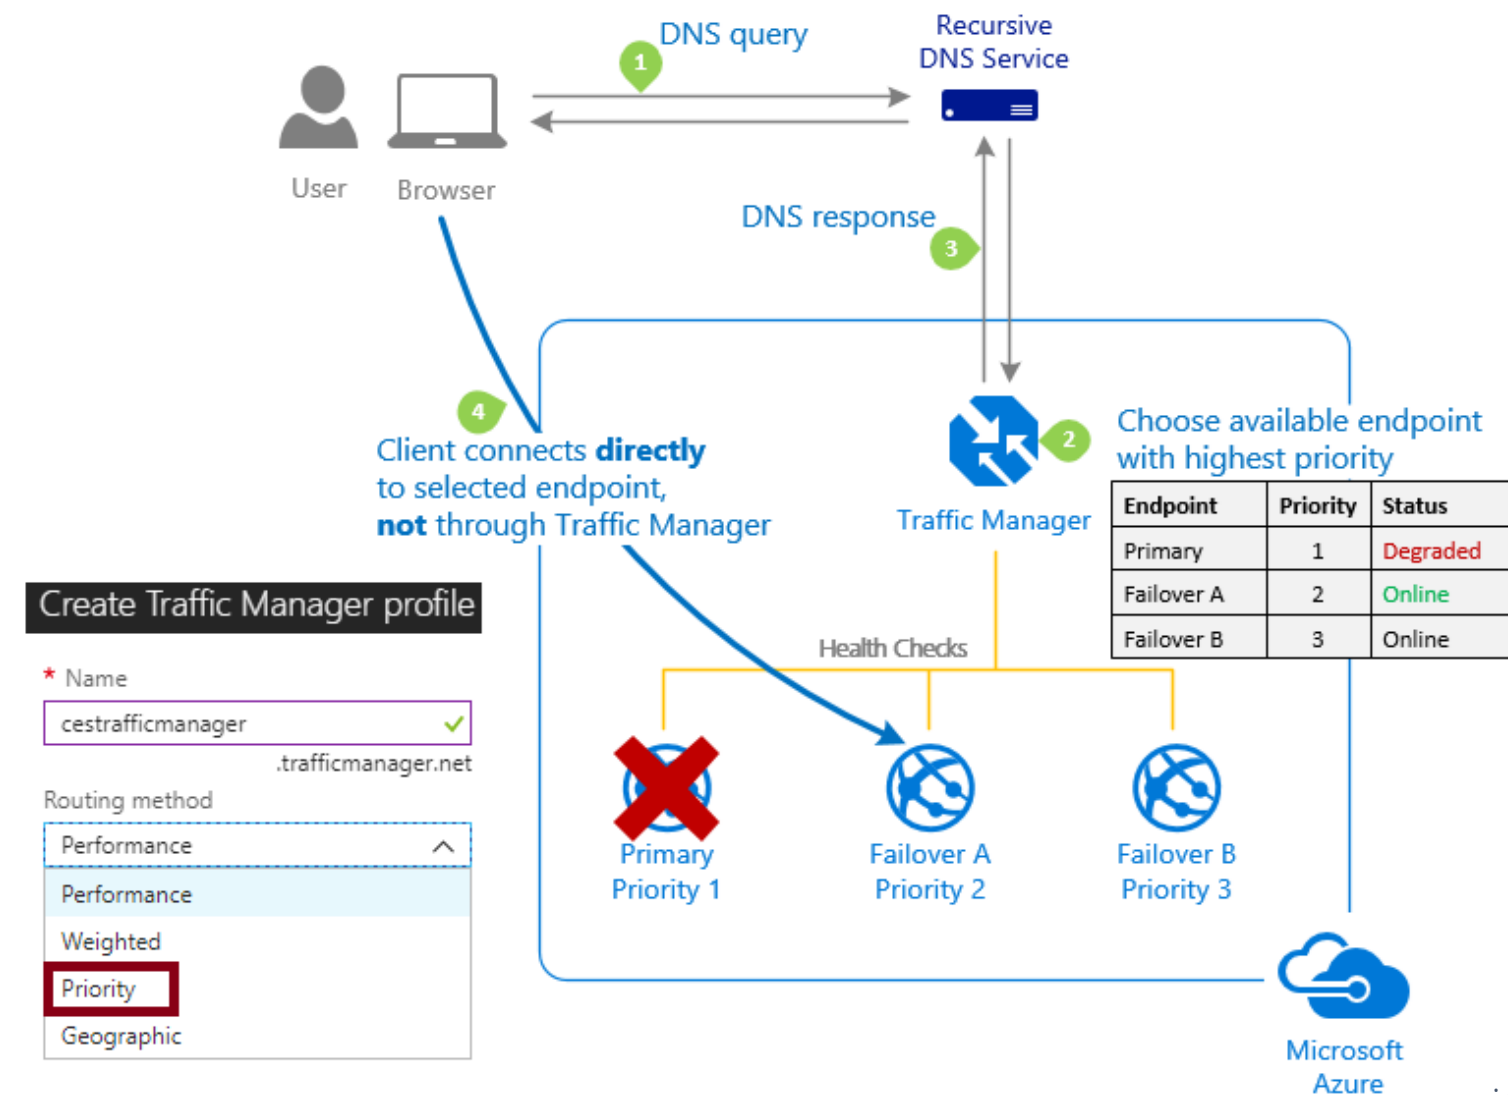 DNS query
1
Recursive
DNS Service
User
Browser
DNS response
3
4
Client connects directly
to selected endpoint,
not through Traffic Manager
2
Traffic Manager
Choose available endpoint
with highest priority
Endpoint Priority Status
Primary 1 Degraded
Failover A 2 Online
Failover B 3 Online
Health Checks
Primary
Priority 1
Failover A
Priority 2
Failover B
Priority 3
Microsoft
Azure
Create Traffic Manager profile
* Name
cestrafficmanager
.trafficmanager.net
Routing method
Performance
Performance
Weighted
Priority
Geographic
.